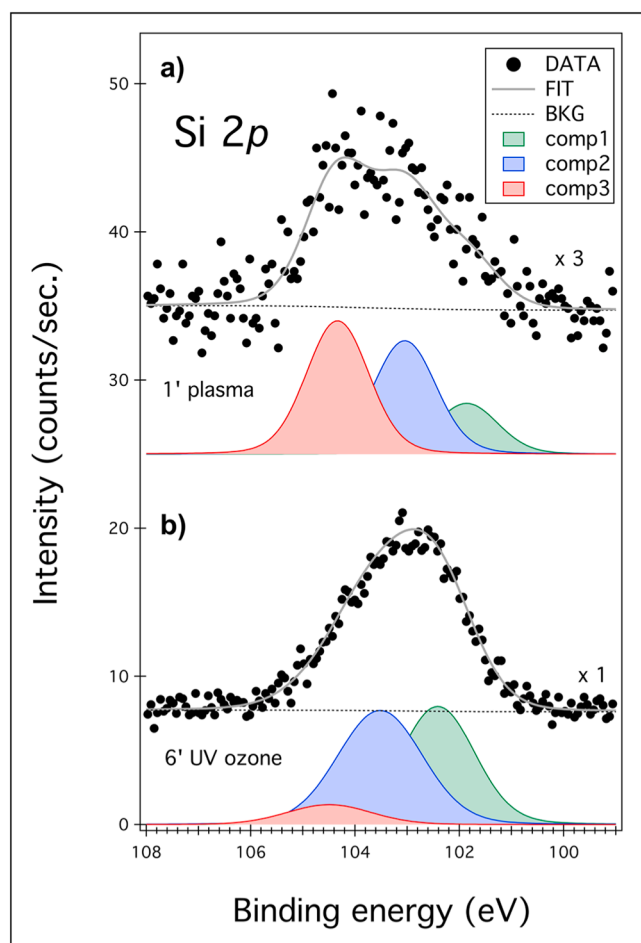 a)
Si 2p
DATA
FIT
BKG
comp1
comp2
comp3
x 3
1' plasma
b)
x 1
6' UV ozone
50
40
30
20
10
0
108
106
104
102
100
Intensity (counts/sec.)
Binding energy (eV)